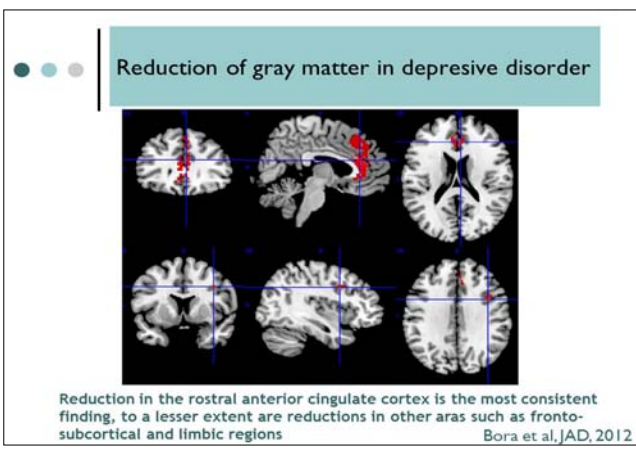 Reduction of gray matter in depresive disorder
Reduction in the rostral anterior cingulate cortex is the most consistent
finding, to a lesser extent are reductions in other aras such as fronto-
subcortical and limbic regions
Bora et al, JAD, 2012